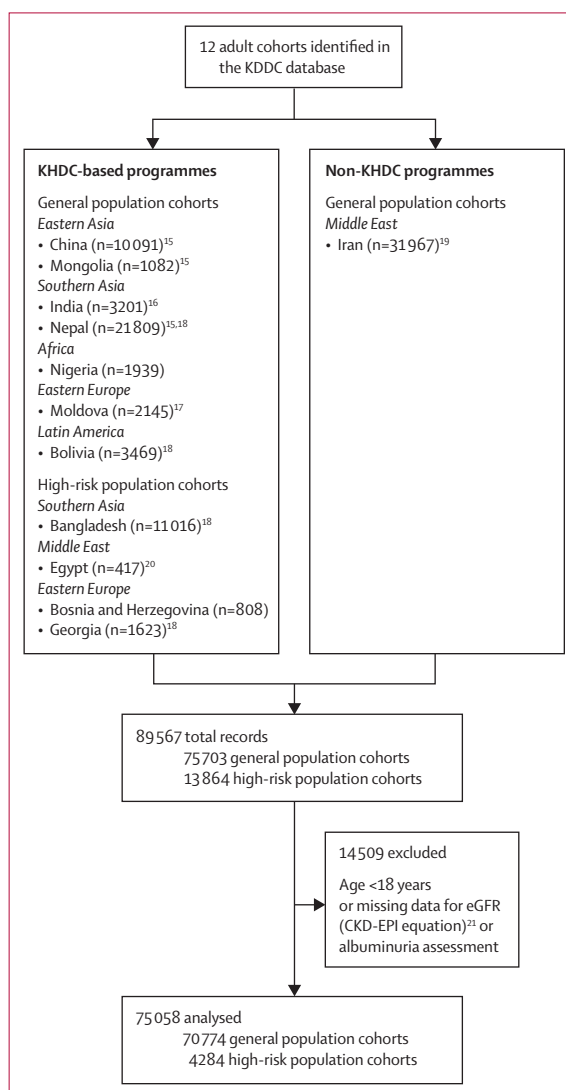 12 adult cohorts identified in
the KDDC database
KHDC-based programmes
General population cohorts
Eastern Asia
• China (n=10 091)15
• Mongolia (n=1082)15
Southern Asia
• India (n=3201)16
• Nepal (n=21 809)15,18
Africa
• Nigeria (n=1939)
Eastern Europe
• Moldova (n=2145)17
Latin America
• Bolivia (n=3469)18
High-risk population cohorts
Southern Asia
• Bangladesh (n=11 016)18
Middle East
• Egypt (n=417)20
Eastern Europe
• Bosnia and Herzegovina (n=808)
• Georgia (n=1623)18
Non-KHDC programmes
General population cohorts
Middle East
• Iran (n=31 967)19
89 567 total records
75 703 general population cohorts
13 864 high-risk population cohorts
14 509 excluded
Age <18 years
or missing data for eGFR
(CKD-EPI equation)21 or
albuminuria assessment
75 058 analysed
70 774 general population cohorts
4284 high-risk population cohorts